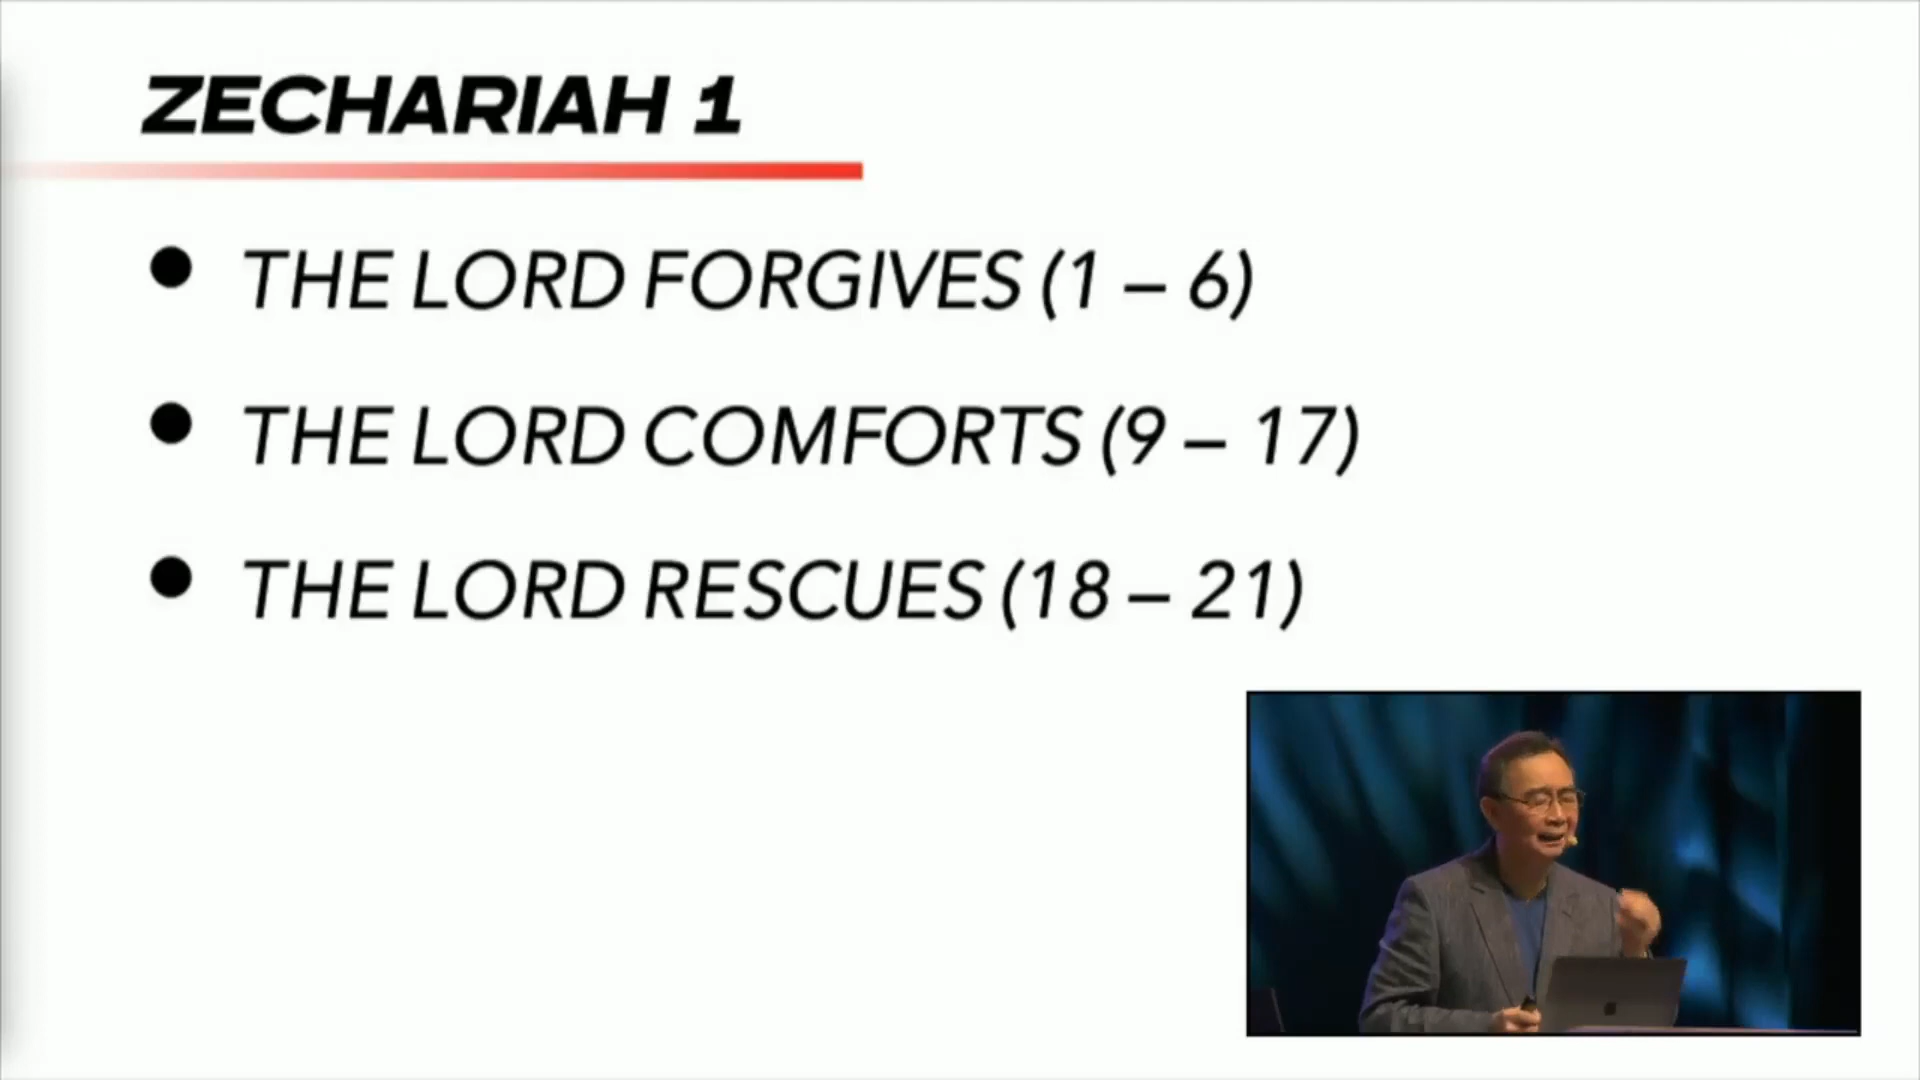 ZECHARIAH 1
● THE LORD FORGIVES (1 – 6)
● THE LORD COMFORTS (9 – 17)
● THE LORD RESCUES (18 – 21)